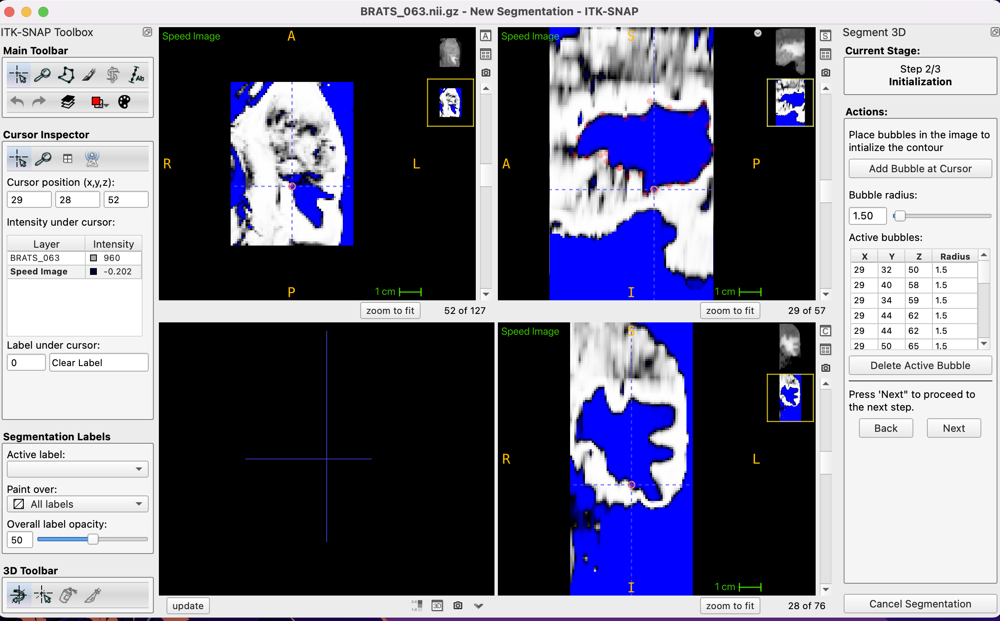 BRATS_063.nii.gz - New Segmentation - ITK-SNAP
ITK-SNAP Toolbox
Main Toolbar
Ab
Cursor Inspector
Cursor position (x,y,z):
29 28 52
Intensity under cursor:
Layer Intensity
BRATS_063 960
Speed Image -0.202
Label under cursor:
0 Clear Label
Segmentation Labels
Active label:
Paint over:
All labels
Overall label opacity:
50
3D Toolbar
Speed Image
A
R
L
P
1 cm
A
zoom to fit 52 of 127
Speed Image
S
A
P
I
1 cm
S
zoom to fit 29 of 57
update
2.0
1.0
3D
Speed Image
S
R
L
I
1 cm
C
zoom to fit 28 of 76
Segment 3D
Current Stage:
Step 2/3
Initialization
Actions:
Place bubbles in the image to
intialize the contour
Add Bubble at Cursor
Bubble radius:
1.50
Active bubbles:
X Y Z Radius
29 32 50 1.5
29 40 58 1.5
29 34 59 1.5
29 44 62 1.5
29 44 62 1.5
29 50 65 1.5
Delete Active Bubble
Press 'Next" to proceed to
the next step.
Back Next
Cancel Segmentation